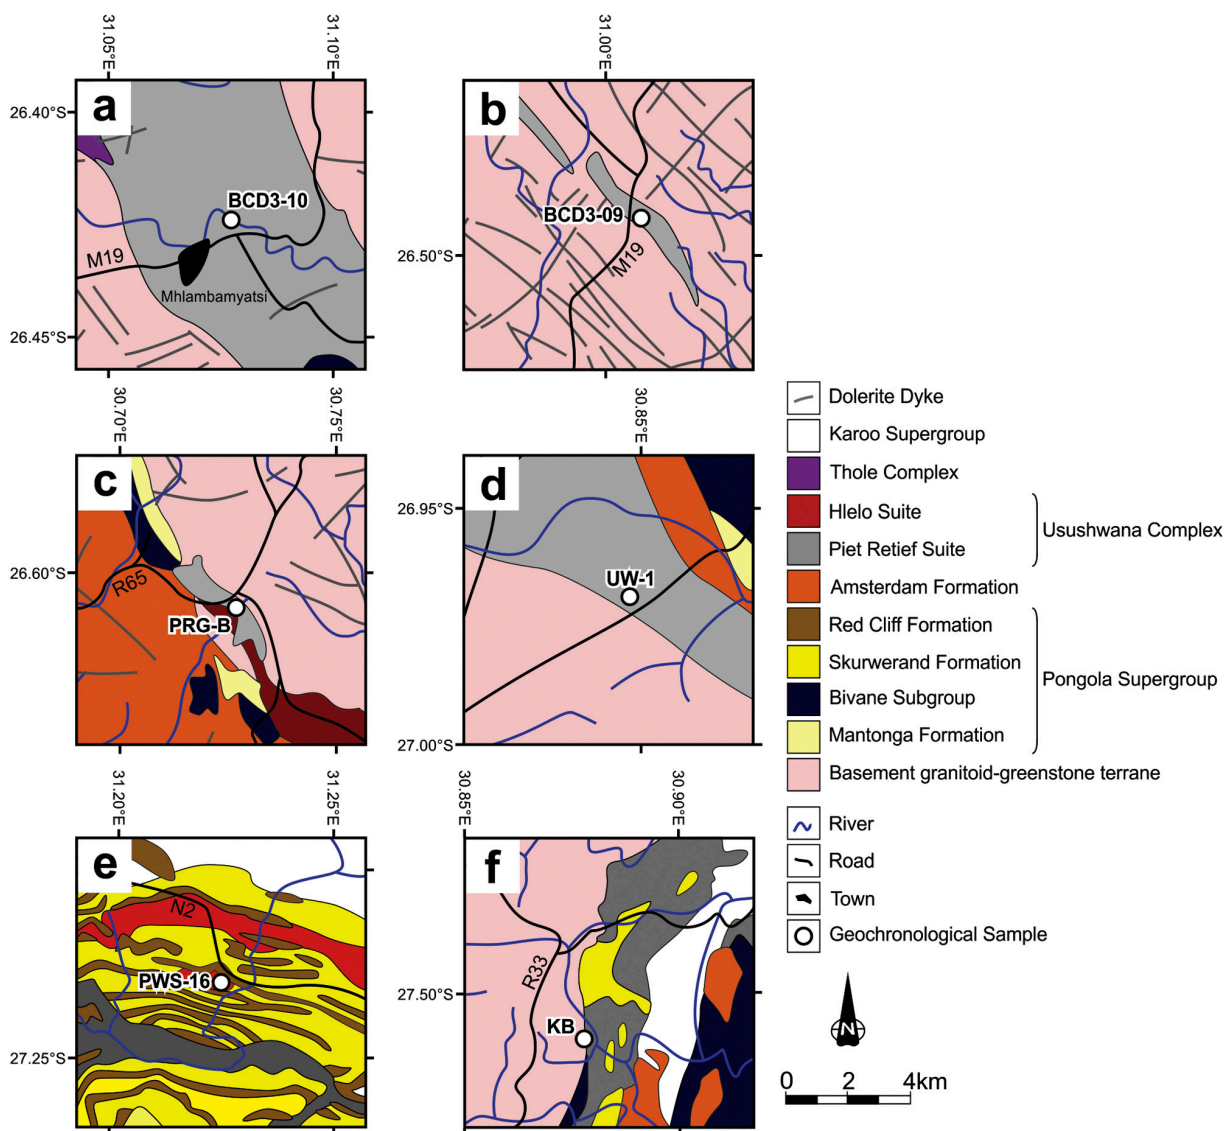 31.05°E
31.10°E
31.00°E
a
b
26.40°S
BCD3-10
M19
Mhlambamyatsi
26.45°S
BCD3-09
M19
26.50°S
30.70°E
30.75°E
30.85°E
c
d
26.60°S
R65
PRG-B
26.95°S
UW-1
27.00°S
31.20°E
31.25°E
30.85°E
30.90°E
e
f
N2
PWS-16
27.25°S
R33
27.50°S
KB
Dolerite Dyke
Karoo Supergroup
Thole Complex
Hlelo Suite
Piet Retief Suite
Usushwana Complex
Amsterdam Formation
Red Cliff Formation
Skurwerand Formation
Bivane Subgroup
Mantonga Formation
Pongola Supergroup
Basement granitoid-greenstone terrane
River
Road
Town
Geochronological Sample
N
0 2 4km